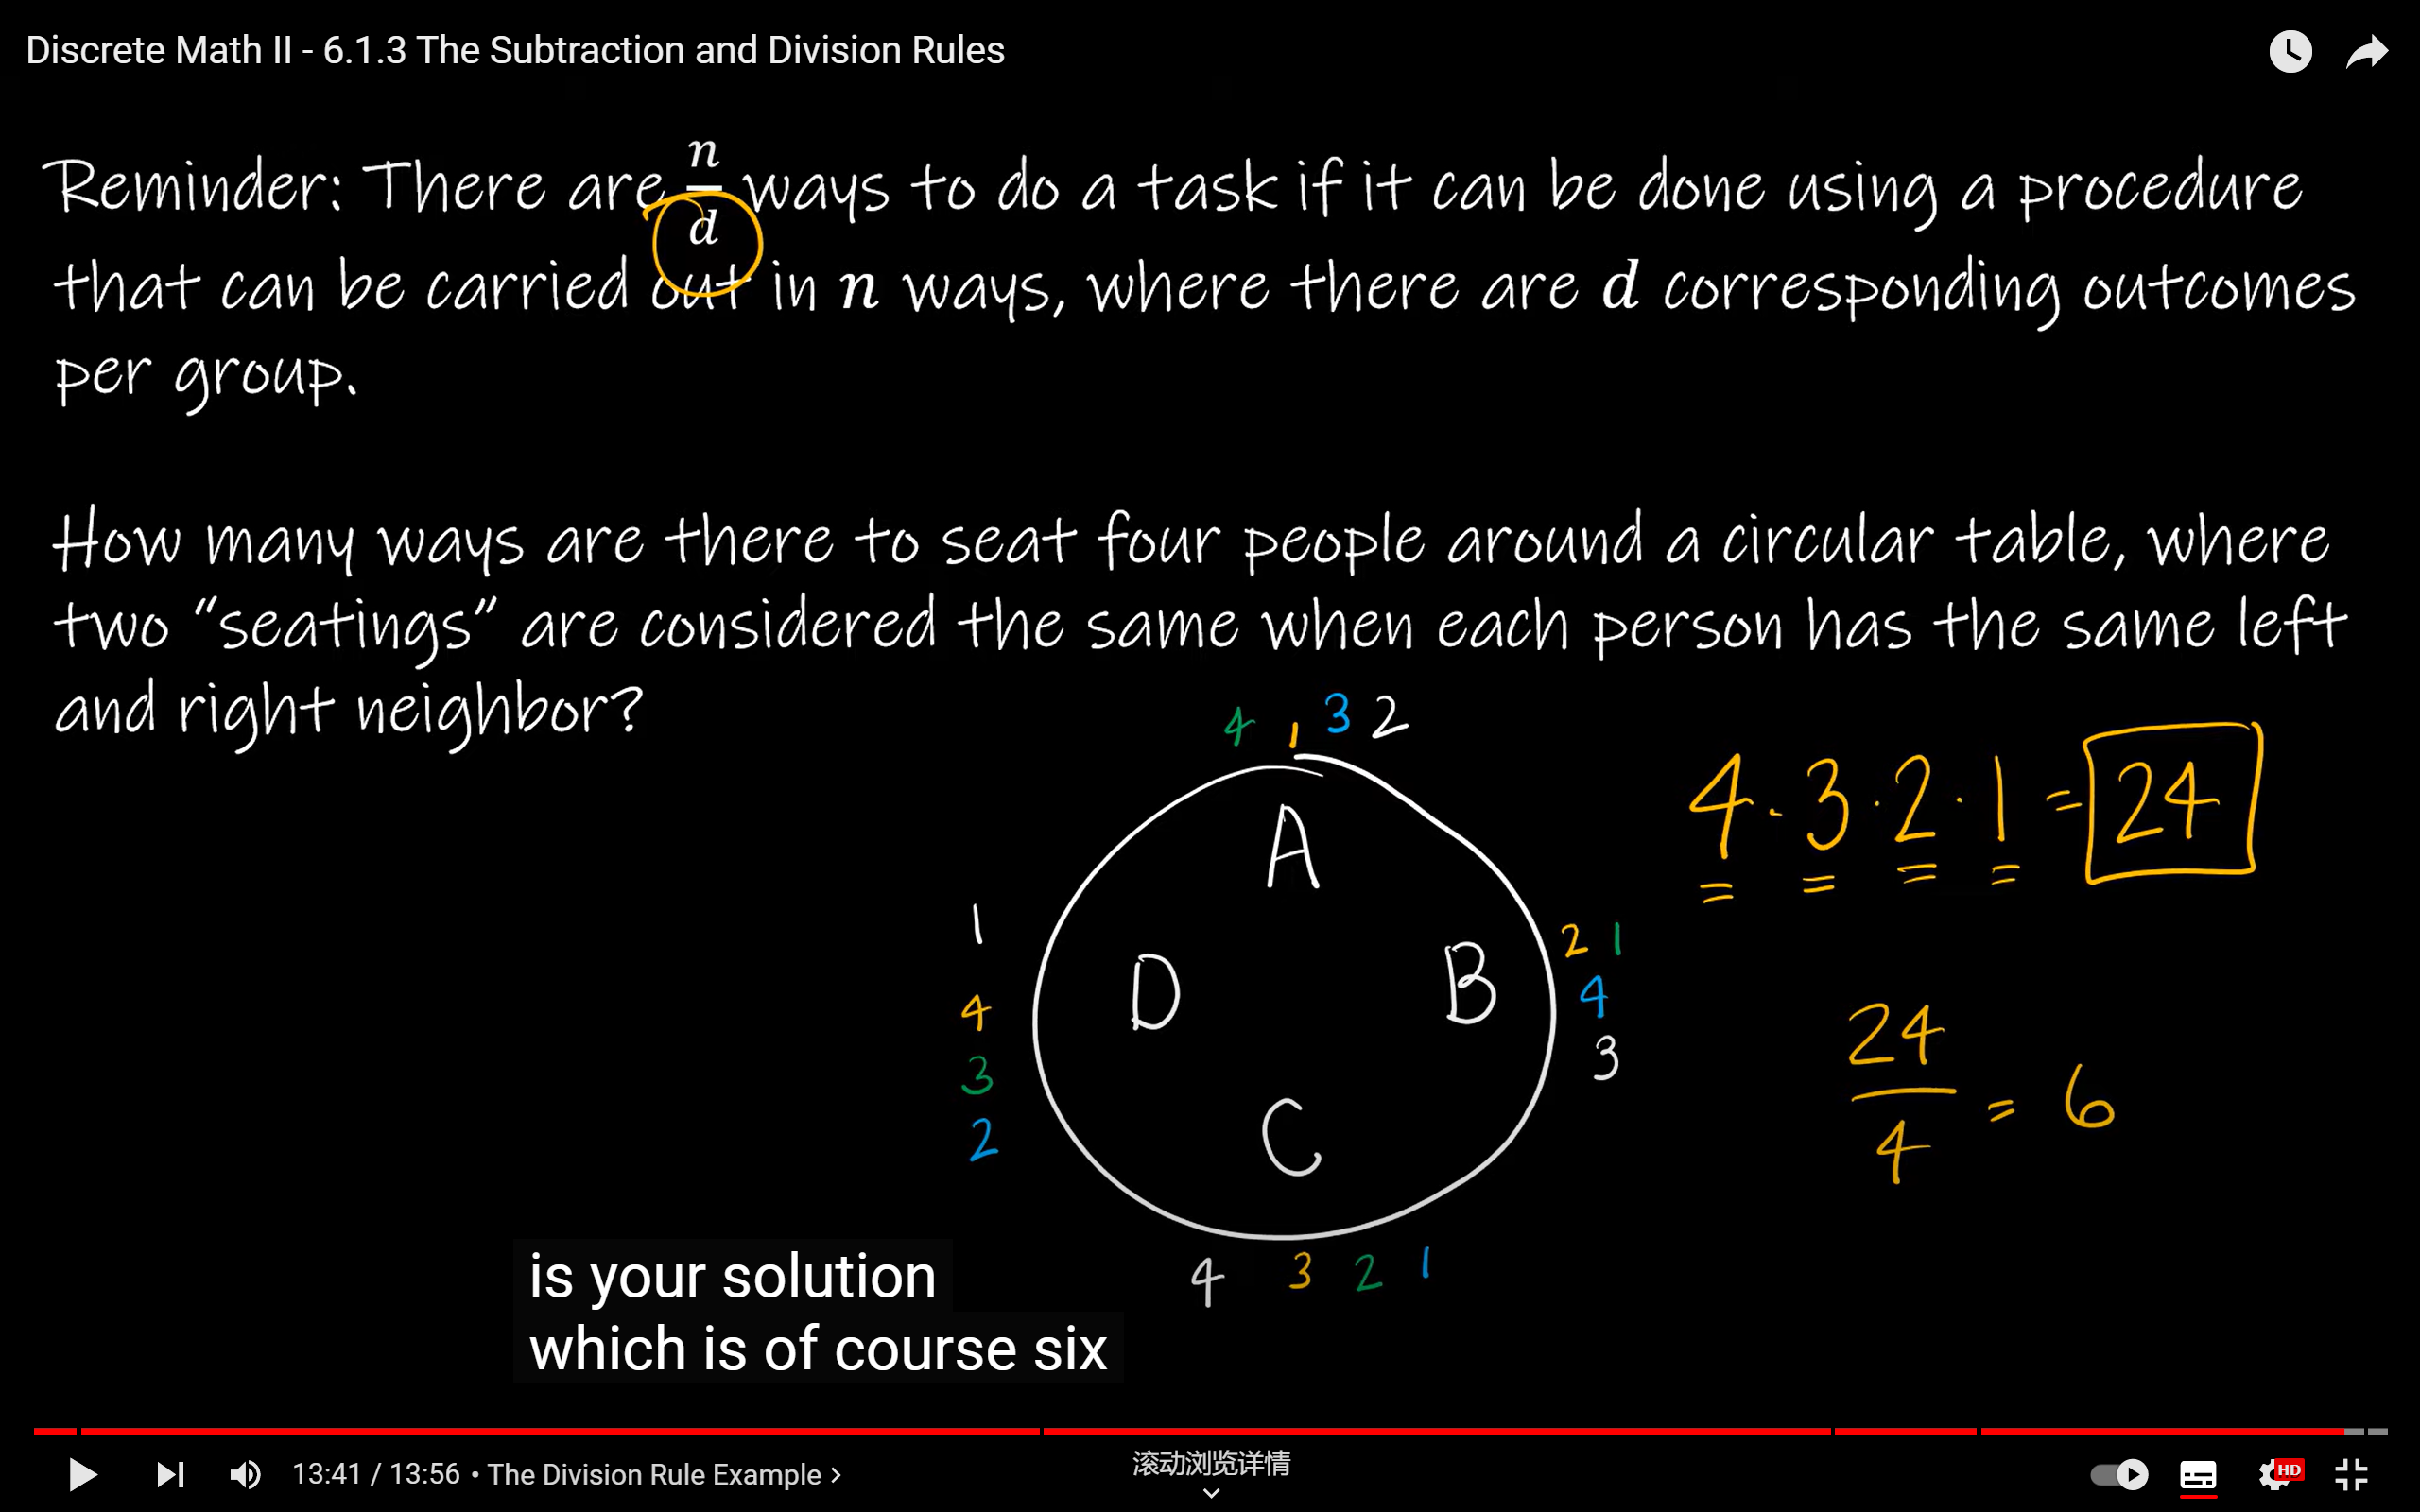 Discrete Math II - 6.1.3 The Subtraction and Division Rules
Reminder: There are n/d ways to do a task if it can be done using a procedure
that can be carried out in n ways, where there are d corresponding outcomes
per group.
How many ways are there to seat four people around a circular table, where
two “seatings” are considered the same when each person has the same left
and right neighbor?
4 1 3 2
4 · 3 · 2 · 1 = 24
A
1
2 1
D
B
4
4
3
3
2
24/4 = 6
C
4 3 2 1
is your solution
which is of course six
13:41 / 13:56 • The Division Rule Example ›
滚动浏览详情
HD